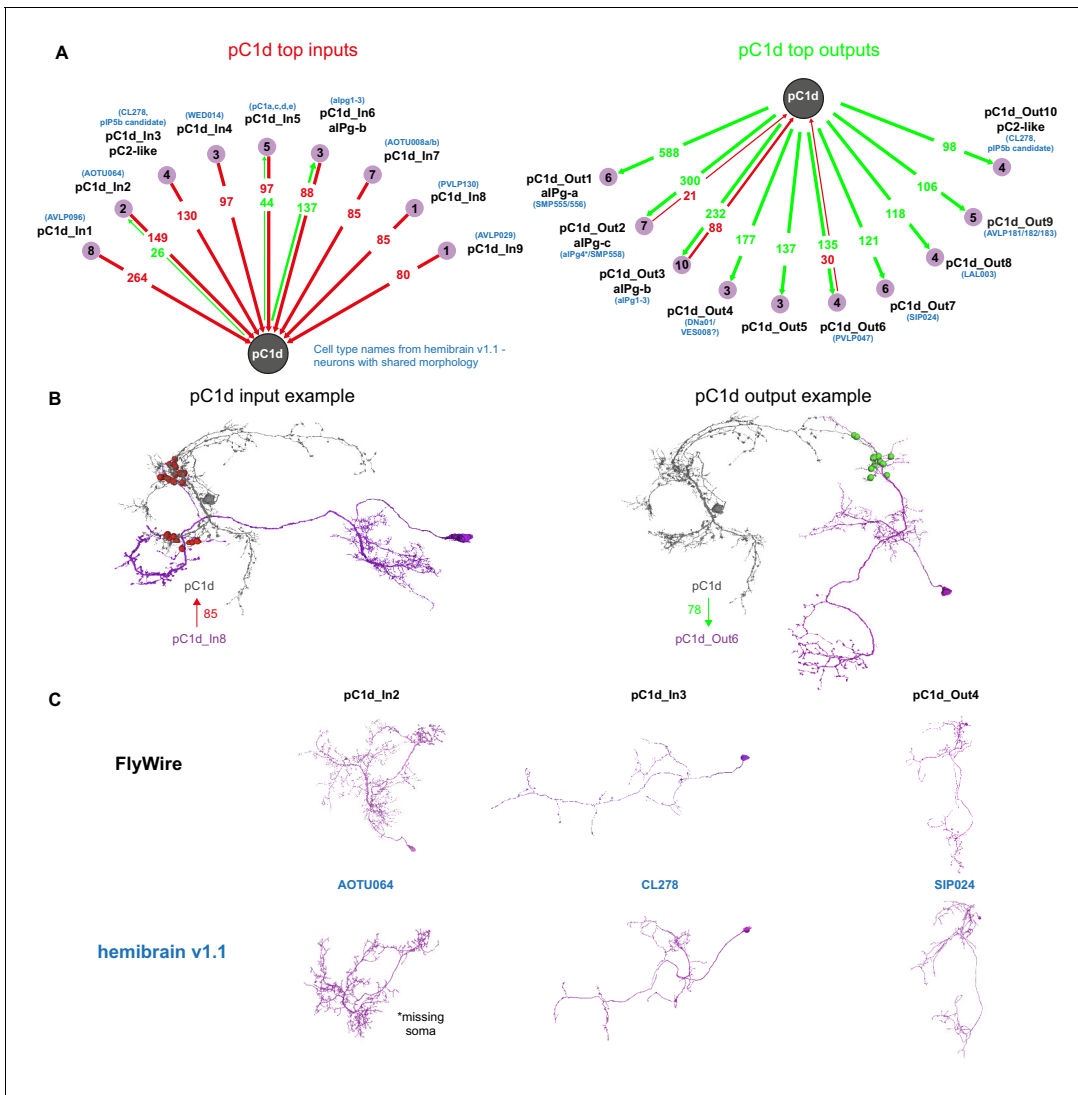 A
pC1d top inputs
pC1d top outputs
(AVLP096)
pC1d_In1
8
264
(AOTU064)
pC1d_In2
2
149
26
(CL278,
pIP5b candidate)
pC1d_In3
pC2-like
4
130
(WED014)
pC1d_In4
3
97
(pC1a,c,d,e)
pC1d_In5
5
97
44
(aIpg1-3)
pC1d_In6
aIPg-b
3
88
137
(AOTU008a/b)
pC1d_In7
7
85
(PVLP130)
pC1d_In8
1
85
(AVLP029)
pC1d_In9
1
80
pC1d
Cell type names from hemibrain v1.1 -
neurons with shared morphology
pC1d
588
6
pC1d_Out1
aIPg-a
(SMP555/556)
300
21
7
pC1d_Out2
aIPg-c
(aIPg4*/SMP558)
232
88
10
pC1d_Out3
aIPg-b
(aIPg1-3)
177
3
pC1d_Out4
(DNa01/
VES008?)
137
3
pC1d_Out5
135
30
4
pC1d_Out6
(PVLP047)
121
6
pC1d_Out7
(SIP024)
118
4
pC1d_Out8
(LAL003)
106
5
pC1d_Out9
(AVLP181/182/183)
98
4
pC1d_Out10
pC2-like
(CL278,
pIP5b candidate)
B
pC1d input example
pC1d output example
pC1d
85
pC1d_In8
pC1d
78
pC1d_Out6
C
pC1d_In2
pC1d_In3
pC1d_Out4
FlyWire
AOTU064
CL278
SIP024
hemibrain v1.1
*missing
soma